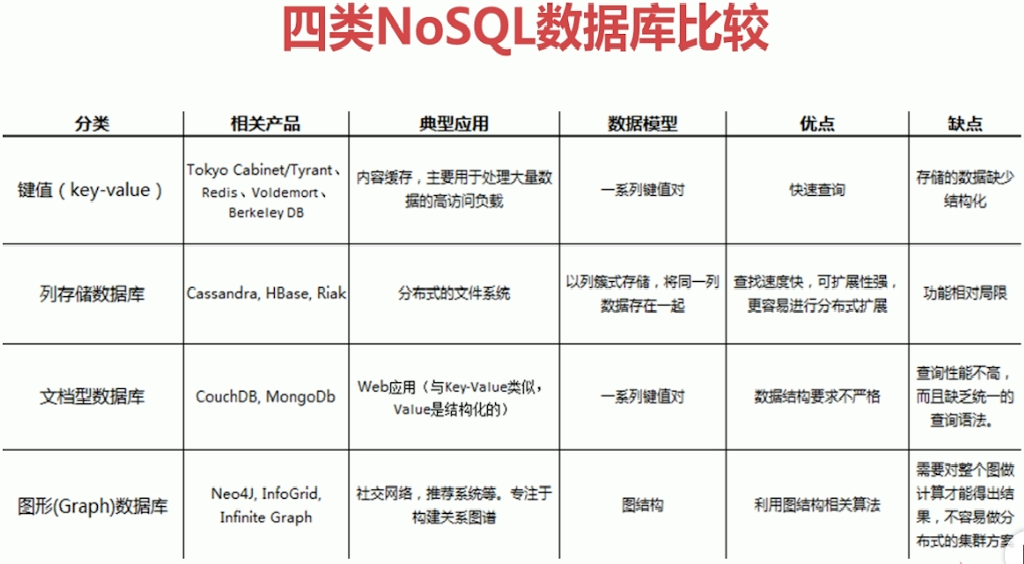 四类NoSQL数据库比较
分类 相关产品 典型应用 数据模型 优点 缺点
键值（key-value）
Tokyo Cabinet/Tyrant、
Redis、Voldemort、
Berkeley DB
内容缓存，主要用于处理大量数
据的高访问负载
一系列键值对
快速查询
存储的数据缺少
结构化
列存储数据库
Cassandra, HBase, Riak
分布式的文件系统
以列簇式存储，将同一列
数据存在一起
查找速度快，可扩展性强，
更容易进行分布式扩展
功能相对局限
文档型数据库
CouchDB, MongoDb
Web应用（与Key-Value类似，
Value是结构化的）
一系列键值对
数据结构要求不严格
查询性能不高，
而且缺乏统一的
查询语法。
图形(Graph)数据库
Neo4J, InfoGrid,
Infinite Graph
社交网络，推荐系统等。专注于
构建关系图谱
图结构
利用图结构相关算法
需要对整个图做
计算才能得出结
果，不容易做分
布式的集群方案